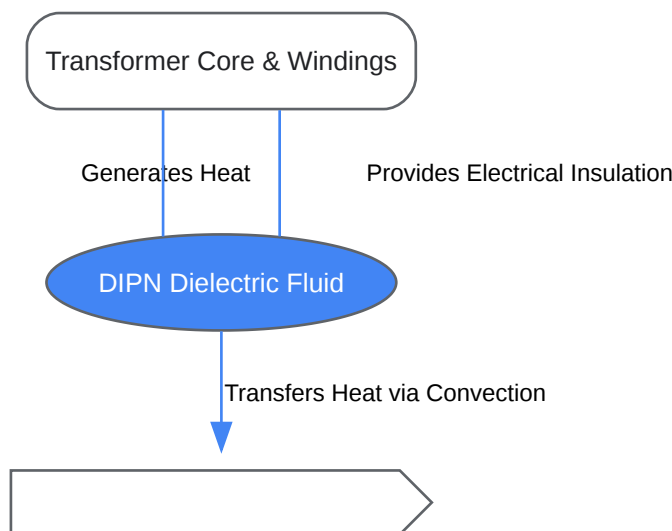 Transformer Core & Windings
Generates Heat
Provides Electrical Insulation
DIPN Dielectric Fluid
Transfers Heat via Convection